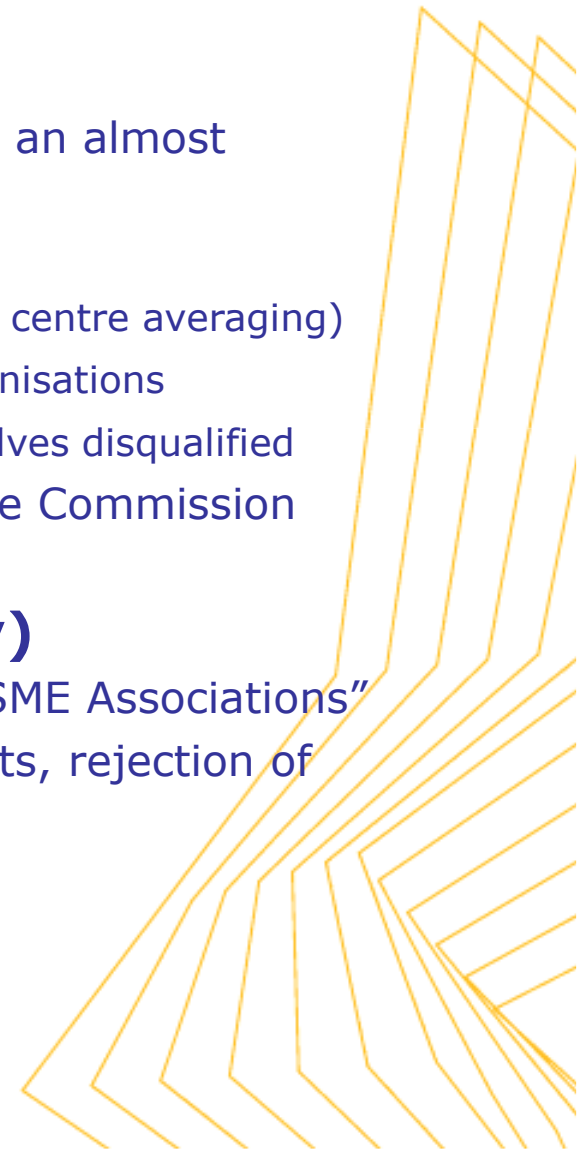 an almost
centre averaging)
nisations
lves disqualified
e Commission
)
SME Associations”
ts, rejection of